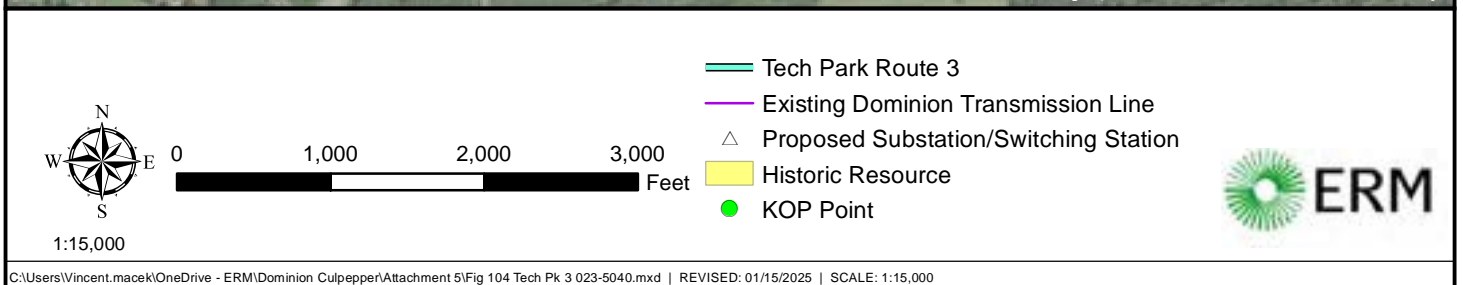 Tech Park Route 3
Existing Dominion Transmission Line
Proposed Substation/Switching Station
Historic Resource
KOP Point
N
W E
S
0 1,000 2,000 3,000
Feet
1:15,000
ERM
C:\Users\Vincent.macek\OneDrive - ERM\Dominion Culpepper\Attachment 5\Fig 104 Tech Pk 3 023-5040.mxd | REVISED: 01/15/2025 | SCALE: 1:15,000